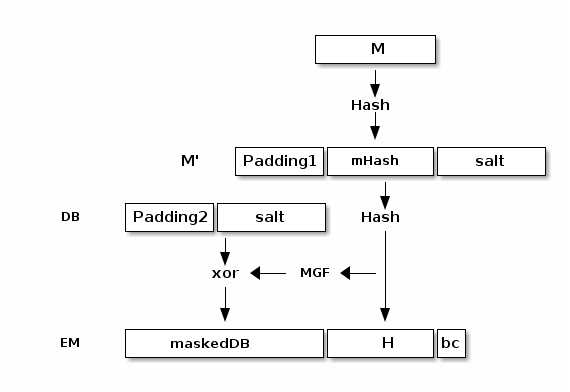 M
Hash
M' Padding1 mHash salt
DB Padding2 salt Hash
xor MGF
EM maskedDB H bc